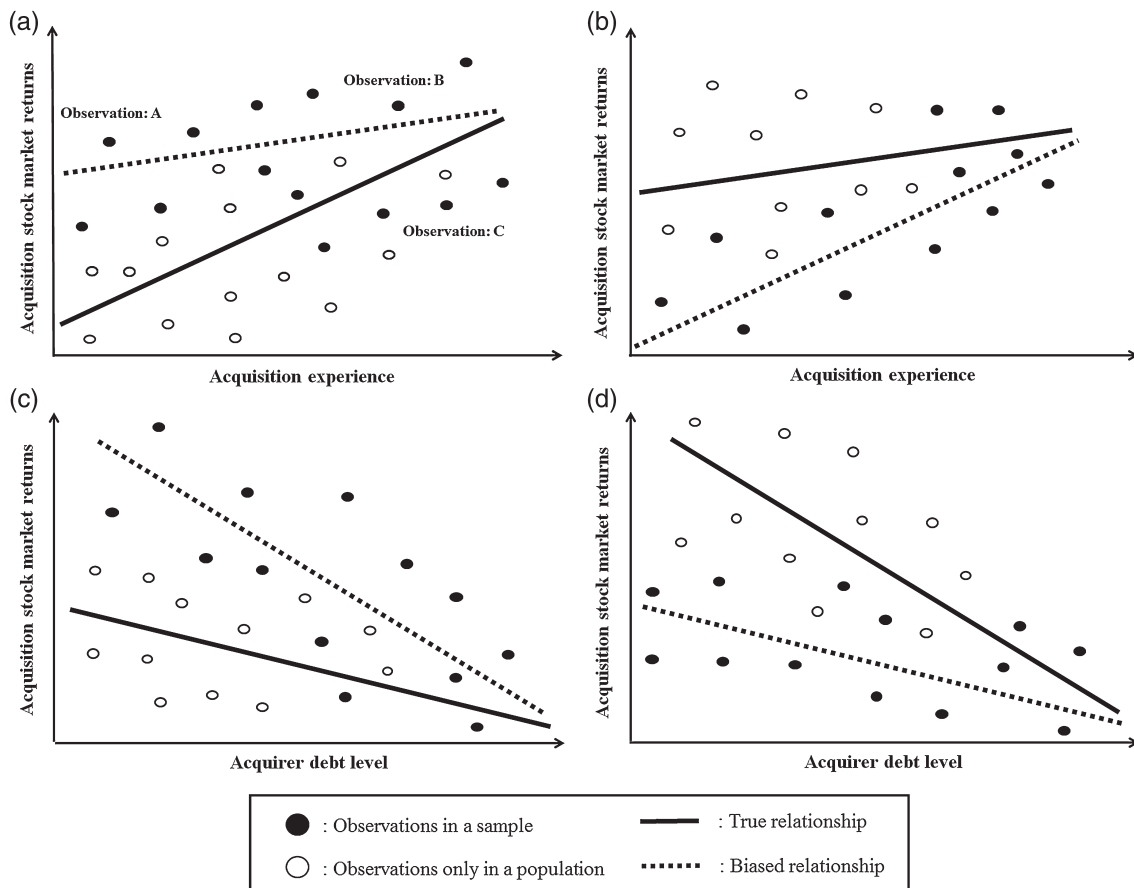 (a)
Acquisition stock market returns
Observation: A
Observation: B
Observation: C
Acquisition experience
(b)
Acquisition stock market returns
Acquisition experience
(c)
Acquisition stock market returns
Acquirer debt level
(d)
Acquisition stock market returns
Acquirer debt level
: Observations in a sample
: True relationship
: Observations only in a population
: Biased relationship